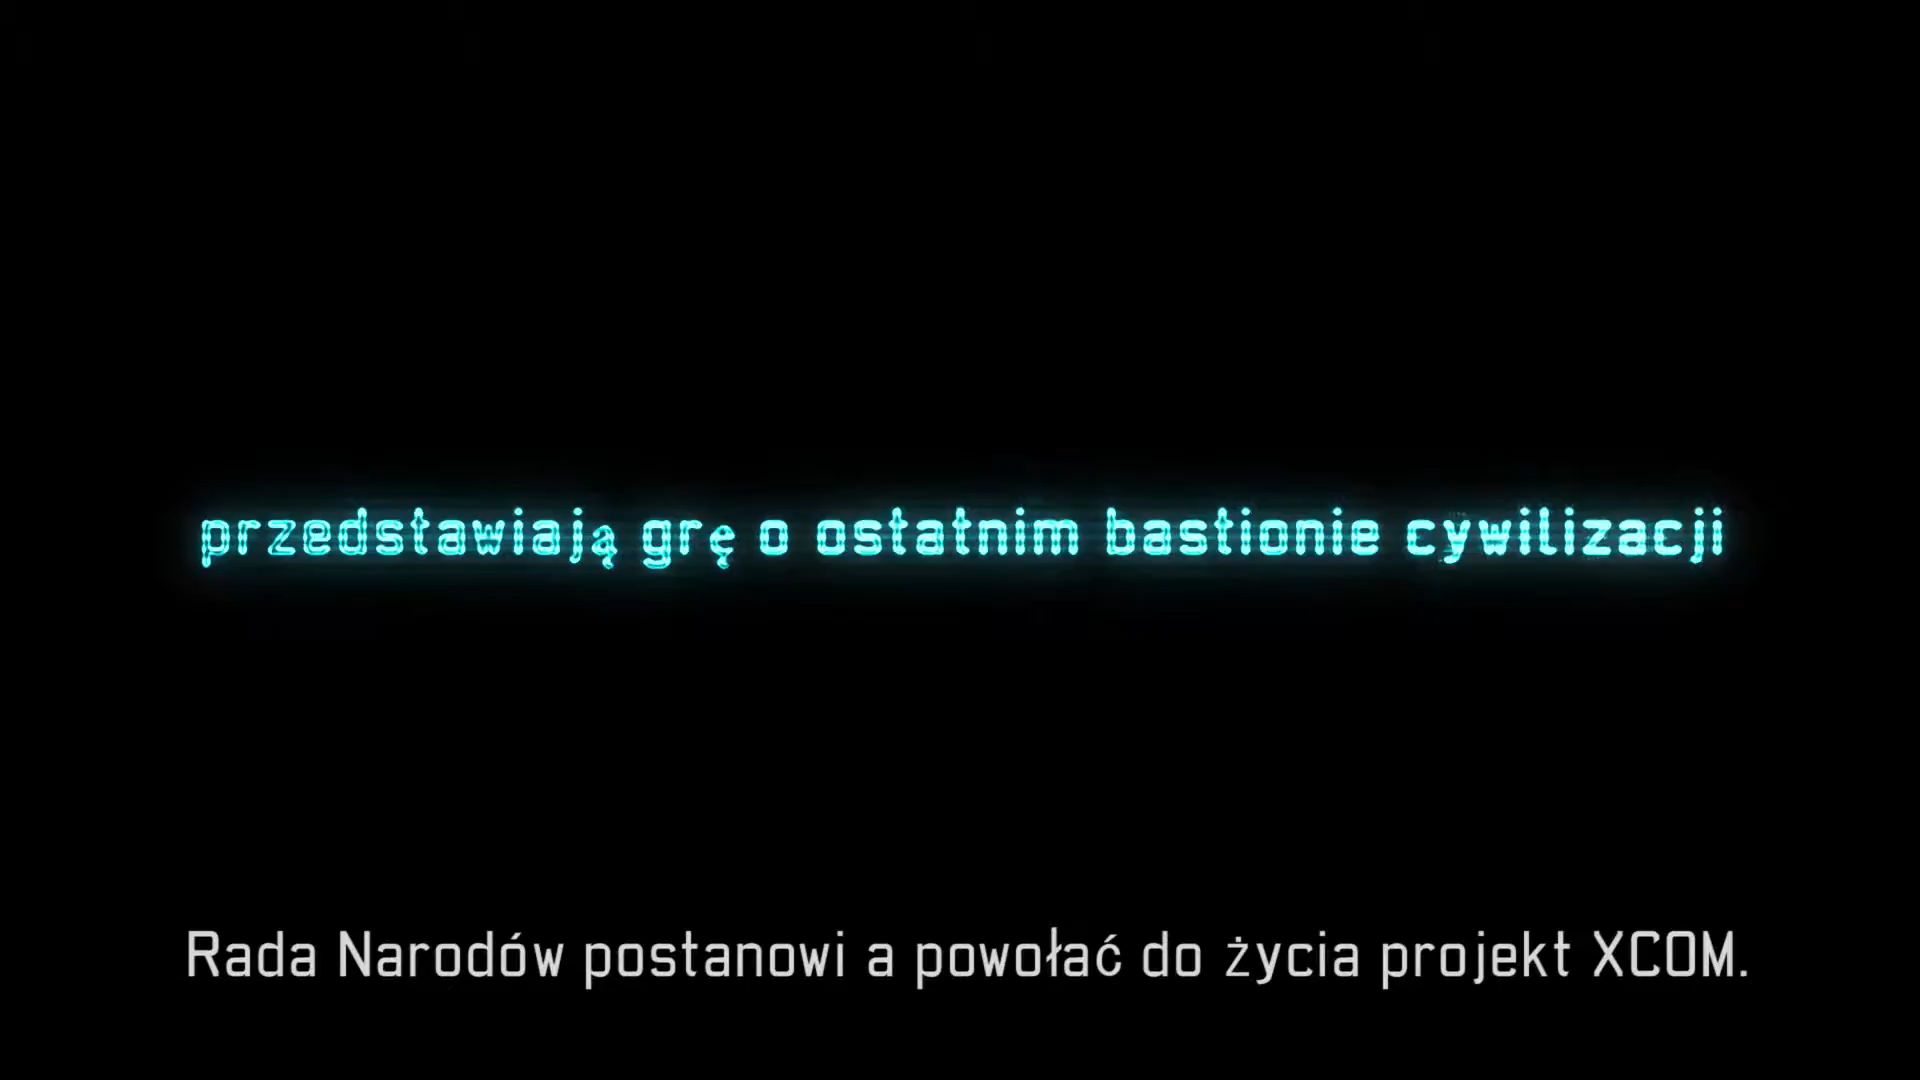 przedstawiają grę o ostatnim bastionie cywilizacji
Rada Narodów postanowi a powołać do życia projekt XCOM.